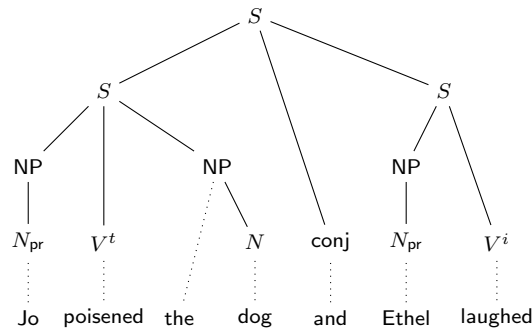 S
S S
NP NP NP
N_pr V^t N conj N_pr V^i
Jo poisened the dog and Ethel laughed